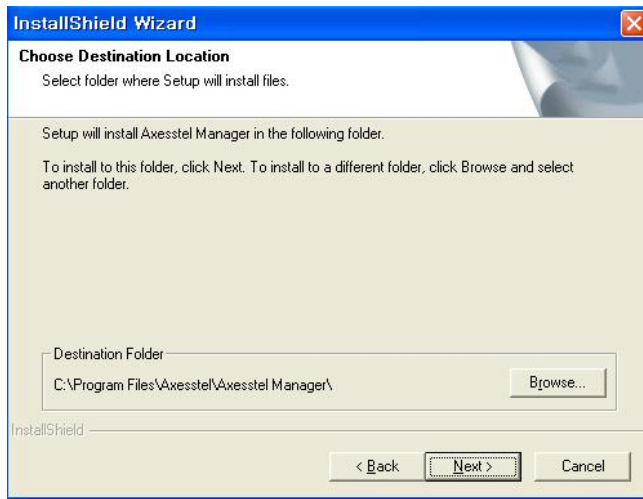 InstallShield Wizard
Choose Destination Location
Select folder where Setup will install files.
Setup will install Axesstel Manager in the following folder.
To install to this folder, click Next. To install to a different folder, click Browse and select
another folder.
Destination Folder
C:\Program Files\Axesstel\Axesstel Manager\
Browse...
InstallShield
< Back
Next >
Cancel